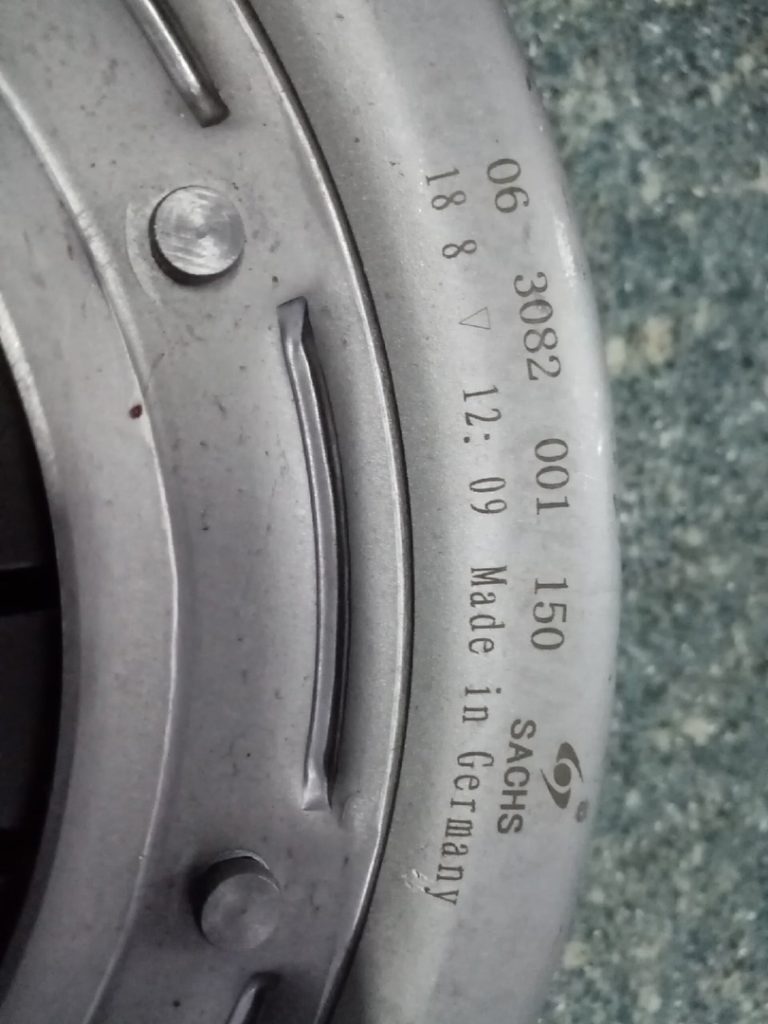 06 3082 001 150
SACHS
18 8 ▽ 12:09 Made in Germany